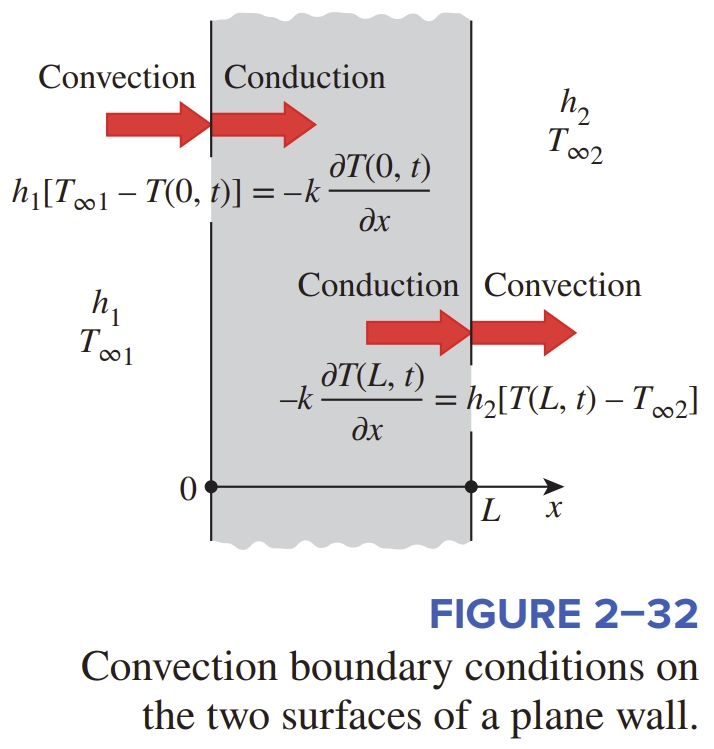 Convection Conduction
h₂
T∞2
h₁[T∞1 – T(0, t)] = –k ∂T(0, t)/∂x
Conduction Convection
h₁
T∞1
–k ∂T(L, t)/∂x = h₂[T(L, t) – T∞2]
0
L x
FIGURE 2–32
Convection boundary conditions on
the two surfaces of a plane wall.